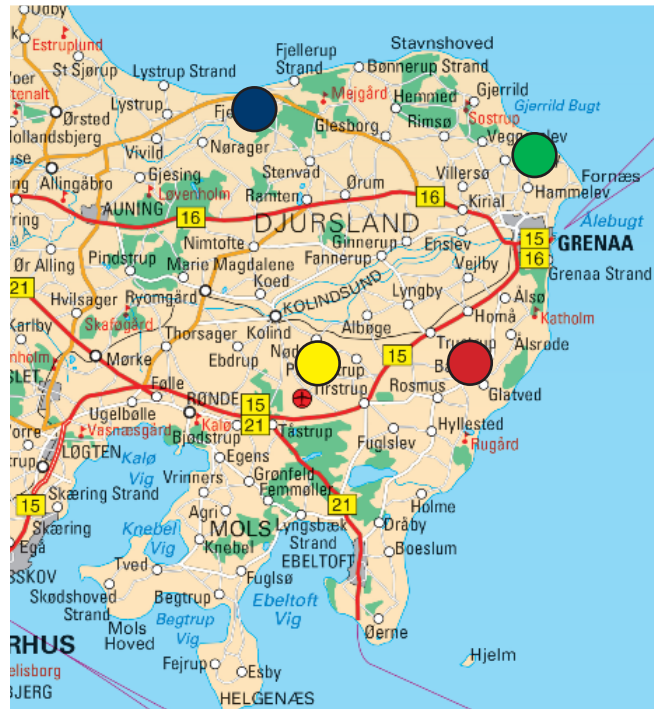 Udby
Estruplund
St Sjørup
Lystrup Strand
Fjellerup
Strand
Stavnshoved
Bønnerup Strand
Mejgård
Hemmed
Gjerrild
Gjerrild Bugt
Sostrup
Ørsted
Lystrup
Glesborg
Rimsø
Vivild
Nørager
Allingåbro
Gjesing
Stenvad
Løvenholm
Ramten
Ørum
Villersø
Hammelev
Fornæs
AUNING
16
16
Kirial
Ålebugt
DJURSLAND
Nimtofte
Ginnerup
Enslev
15
GRENAA
Fannerup
16
Ør Alling
Pindstrup
Marie Magdalene
Vejlby
Grenaa Strand
21
Koed
KOLINDSUND
Hvilsager
Ryomgård
Lyngby
Ålsø
Skaføgård
Homå
Katholm
Karlby
Thorsager
Kolind
Albøge
Ålsrøde
Mørke
Ebdrup
15
Følle
Rosmus
Glatved
RØNDE
15
Ugelbølle
Kalø
21
Tåstrup
Hyllested
Vasnæsgård
Bjødstrup
Fuglslev
Rugård
LØGTEN
Kalø
Vig
Egens
Grønfeld
Vrinners
Femmøller
Skæring Strand
Holme
15
Agri
21
Skæring
Knebel
Vig
MOLS
Lyngsbæk
Strand
Dråby
Egå
Knebel
EBELTOFT
Boeslum
Tved
Fuglsø
Skødshoved
Strand
Begtrup
Ebeltoft
Vig
Mols
Hoved
Begtrup
Vig
Øerne
Hjelm
Fejrup
Esby
HELGENÆS